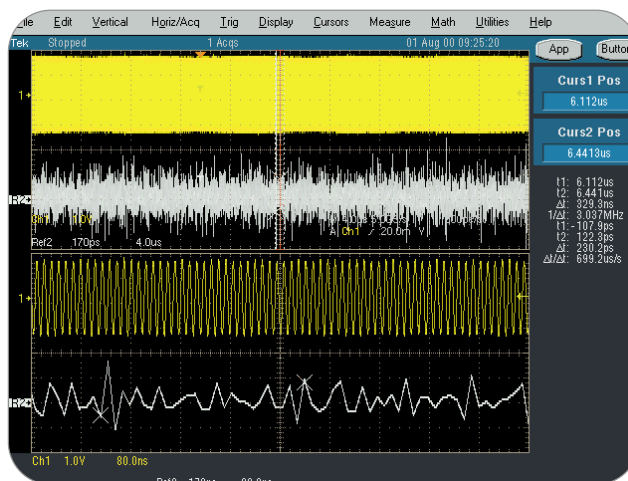 File Edit Vertical Horiz/Acq Trig Display Cursors Measure Math Utilities Help
Tek Stopped 1 Acqs 01 Aug 00 09:25:20
App Button
Curs1 Pos
6.112us
Curs2 Pos
6.4413us
t1: 6.112us
t2: 6.441us
Δt: 329.3ns
1/Δt: 3.037MHz
t1: -107.9ps
t2: 122.3ps
Δt: 230.2ps
Δt/Δt: 699.2us/s
1
R2
Ch1 1.0V
A Ch1 20.0m V
Ref2 170ps 4.0us
1
R2
Ch1 1.0V 80.0ns